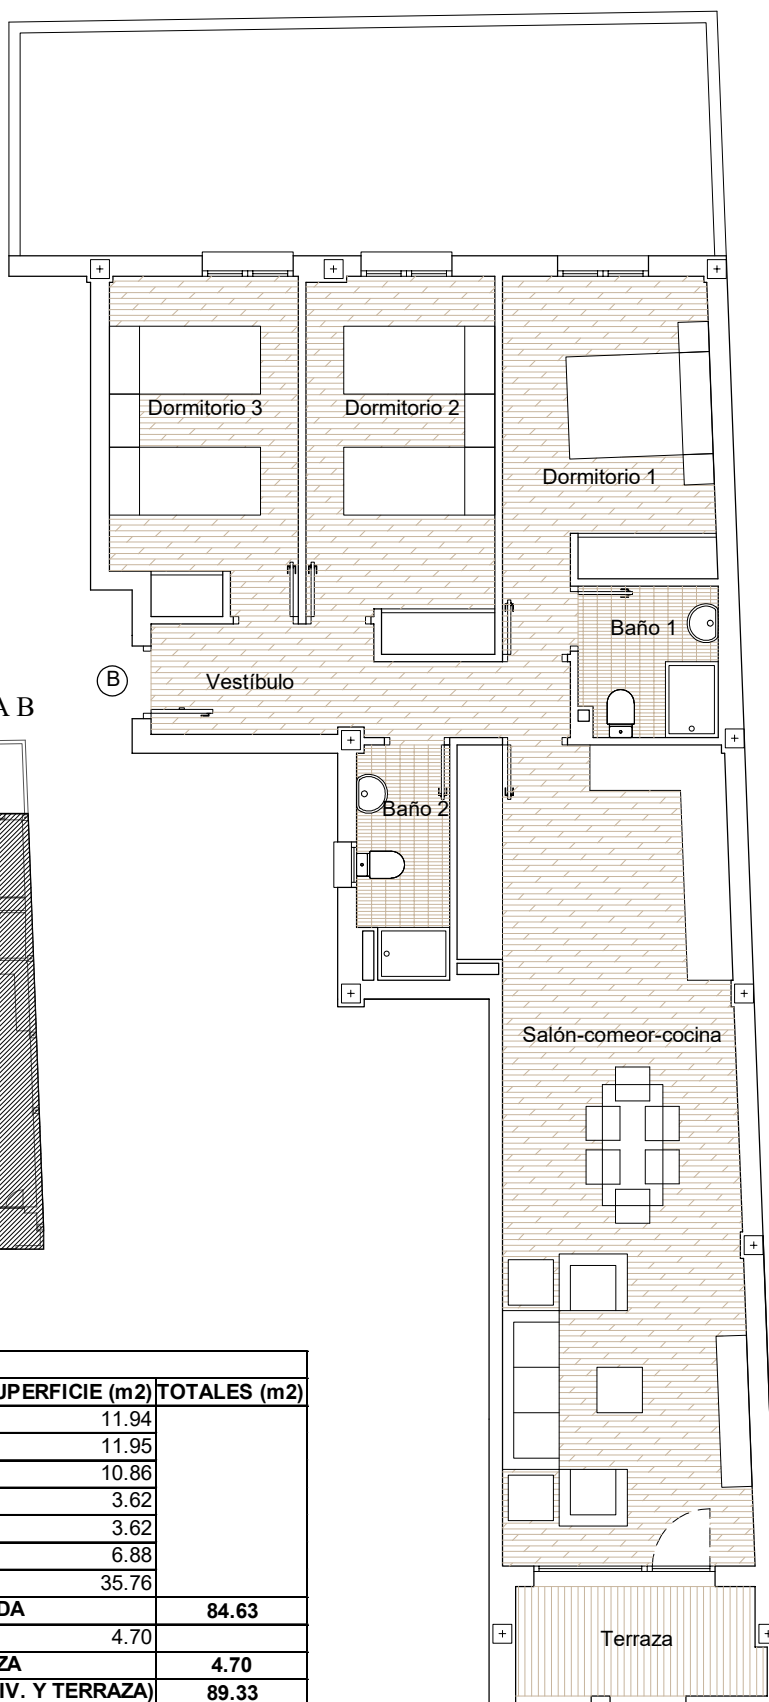 Dormitorio 3
Dormitorio 2
Dormitorio 1
Baño 1
B
Vestíbulo
A B
Baño 2
Salón-comeor-cocina
UPERFICIE (m2) TOTALES (m2)
11.94
11.95
10.86
3.62
3.62
6.88
35.76
DA 84.63
4.70
ZA 4.70
IV. Y TERRAZA) 89.33
Terraza